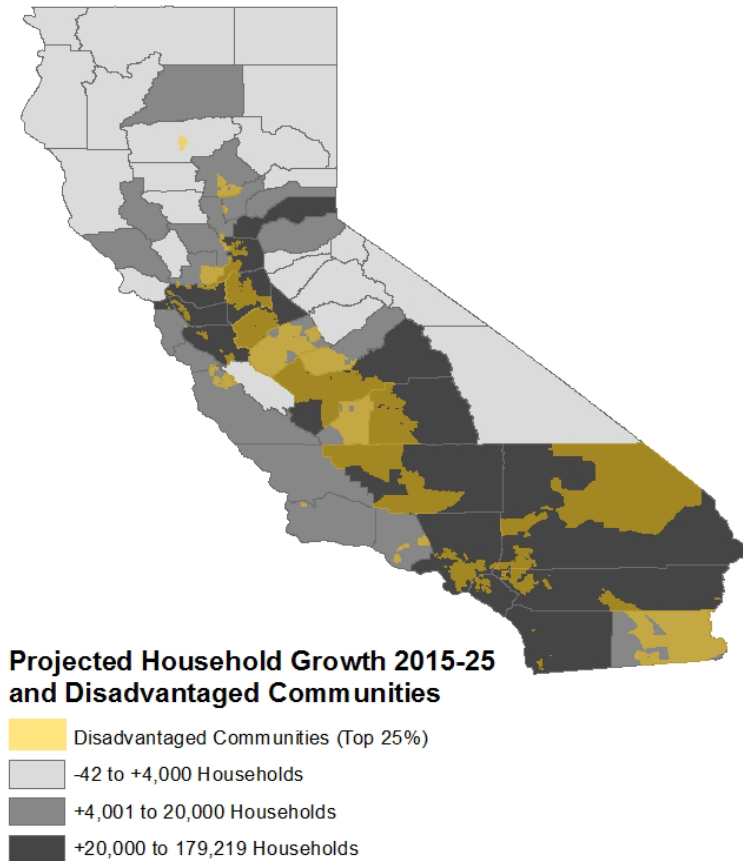 Projected Household Growth 2015-25
and Disadvantaged Communities
Disadvantaged Communities (Top 25%)
-42 to +4,000 Households
+4,001 to 20,000 Households
+20,000 to 179,219 Households